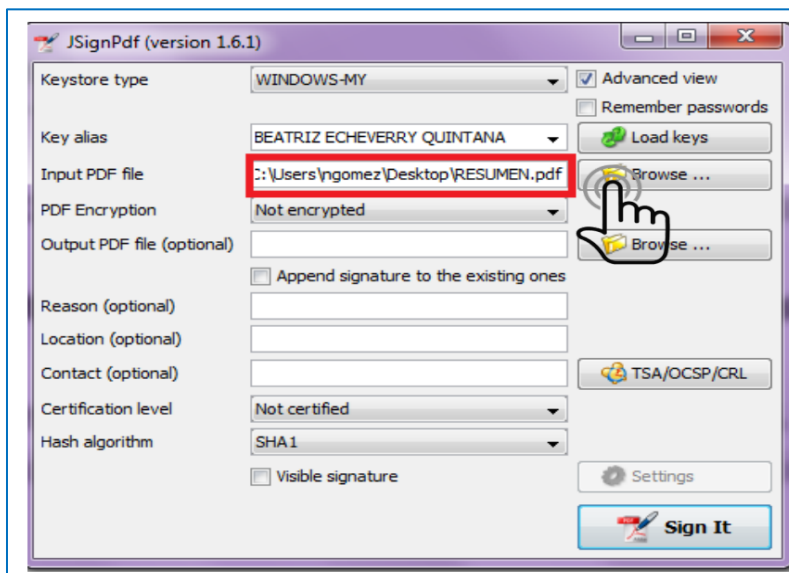 JSignPdf (version 1.6.1)
Keystore type WINDOWS-MY Advanced view
Remember passwords
Key alias BEATRIZ ECHEVERRY QUINTANA Load keys
Input PDF file :\Users\ngomez\Desktop\RESUMEN.pdf Browse ...
PDF Encryption Not encrypted
Output PDF file (optional) Browse ...
Append signature to the existing ones
Reason (optional)
Location (optional)
Contact (optional) TSA/OCSP/CRL
Certification level Not certified
Hash algorithm SHA1
Visible signature Settings
Sign It